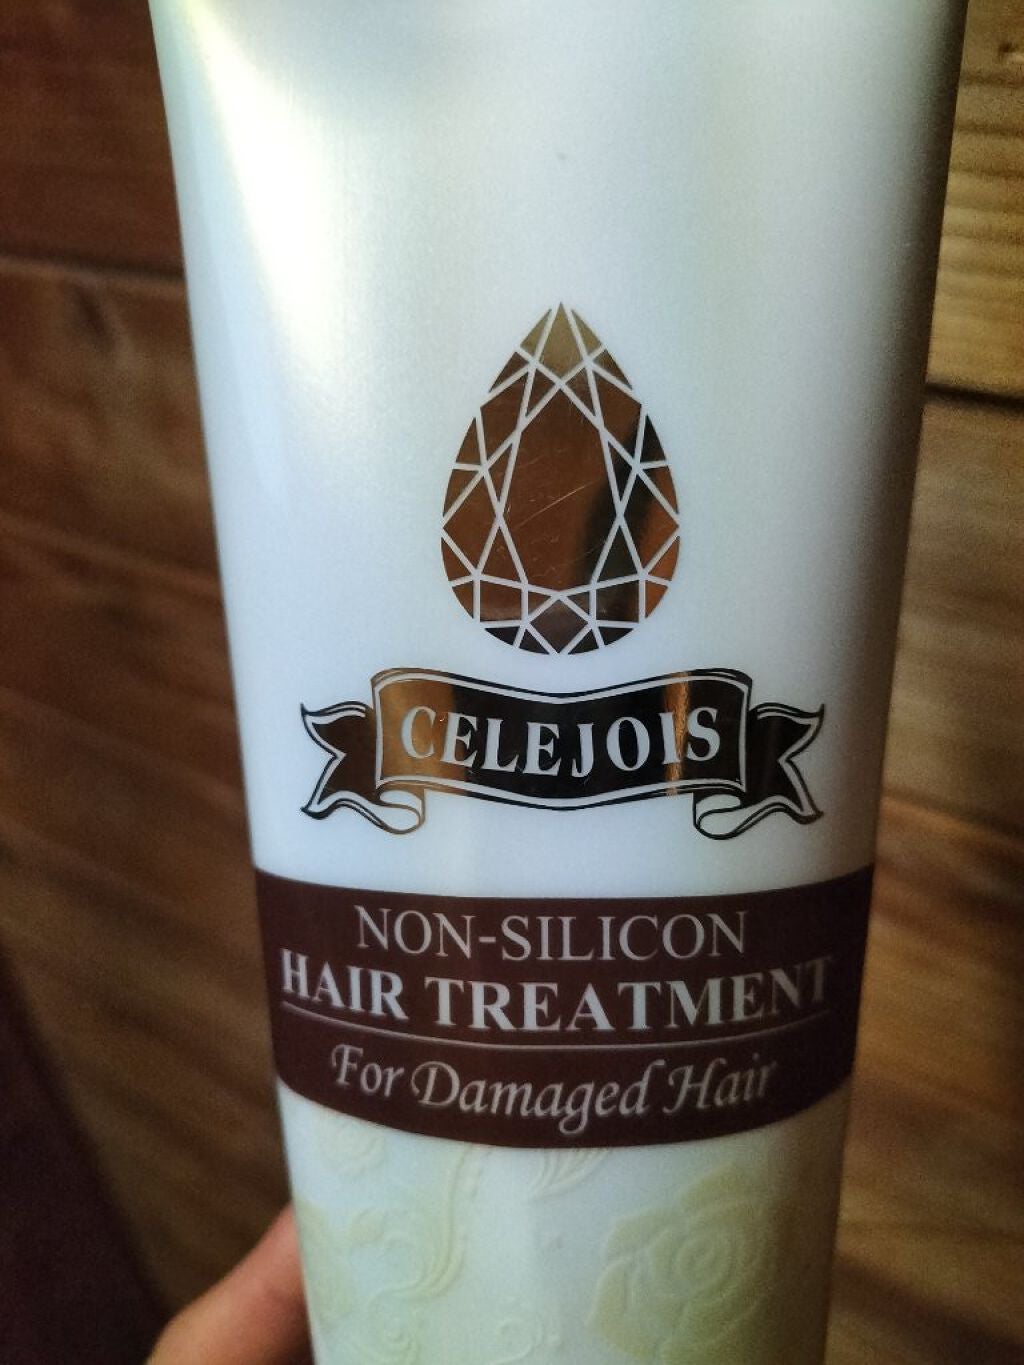 CELEJOIS
NON-SILICON
HAIR TREATMENT
For Damaged Hair